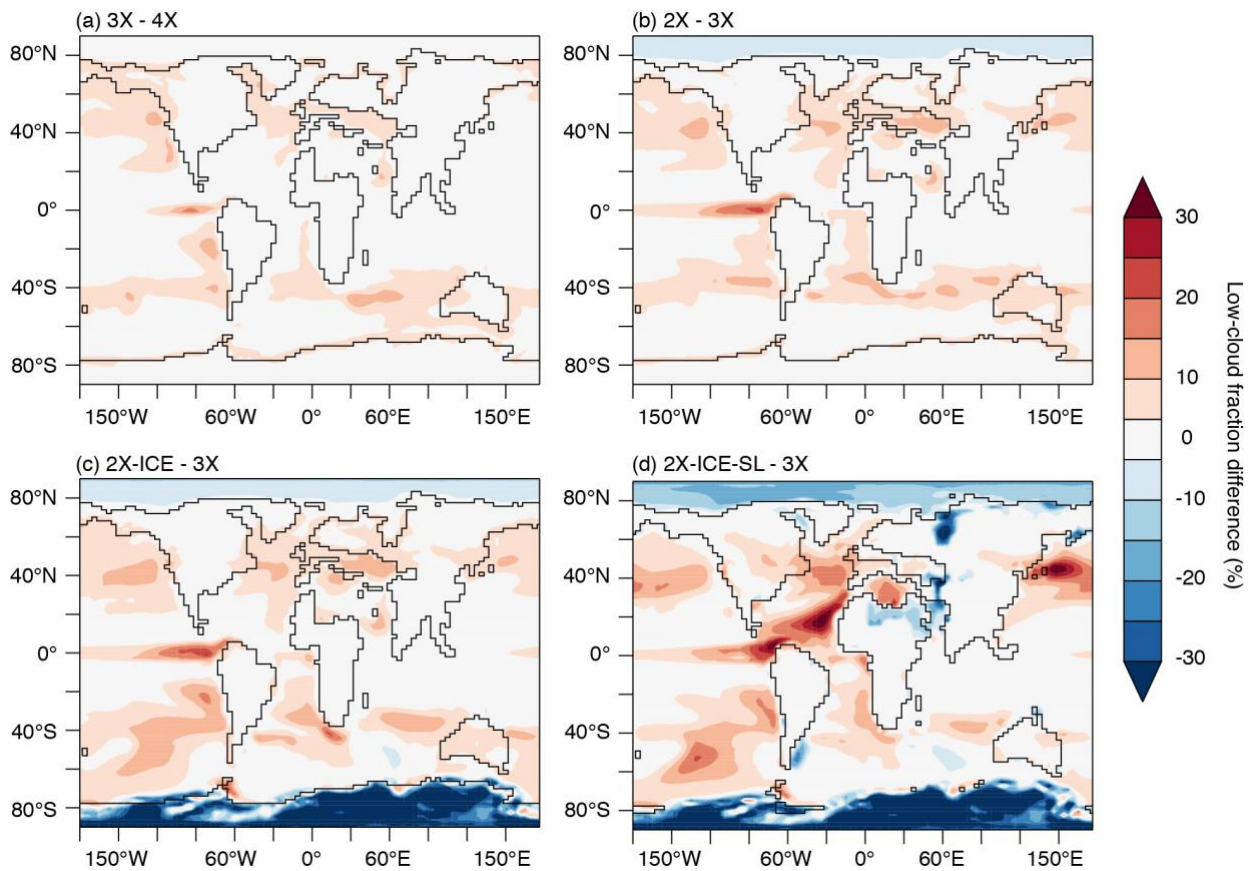 (a) 3X - 4X
(b) 2X - 3X
80°N
40°N
0°
40°S
80°S
150°W 60°W 0° 60°E 150°E
80°N
40°N
0°
40°S
80°S
150°W 60°W 0° 60°E 150°E
(c) 2X-ICE - 3X
(d) 2X-ICE-SL - 3X
80°N
40°N
0°
40°S
80°S
150°W 60°W 0° 60°E 150°E
80°N
40°N
0°
40°S
80°S
150°W 60°W 0° 60°E 150°E
30
20
10
0
-10
-20
-30
Low-cloud fraction difference (%)